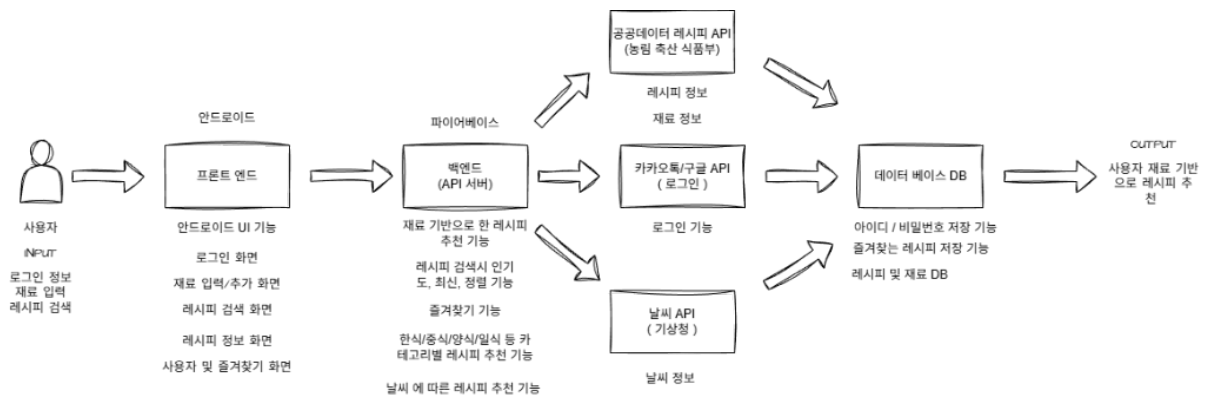 사용자
INPUT
로그인 정보
재료 입력
레시피 검색
안드로이드
프론트 엔드
안드로이드 UI 기능
로그인 화면
재료 입력/추가 화면
레시피 검색 화면
레시피 정보 화면
사용자 및 즐겨찾기 화면
파이어베이스
백엔드
(API 서버)
재료 기반으로 한 레시피
추천 기능
레시피 검색시 인기
도, 최신, 정렬 기능
즐겨찾기 기능
한식/중식/양식/일식 등 카
테고리별 레시피 추천 기능
날씨 에 따른 레시피 추천 기능
공공데이터 레시피 API
(농림 축산 식품부)
레시피 정보
재료 정보
카카오톡/구글 API
( 로그인 )
로그인 기능
날씨 API
( 기상청 )
날씨 정보
데이터 베이스 DB
아이디 / 비밀번호 저장 기능
즐겨찾는 레시피 저장 기능
레시피 및 재료 DB
OUTPUT
사용자 재료 기반
으로 레시피 추
천